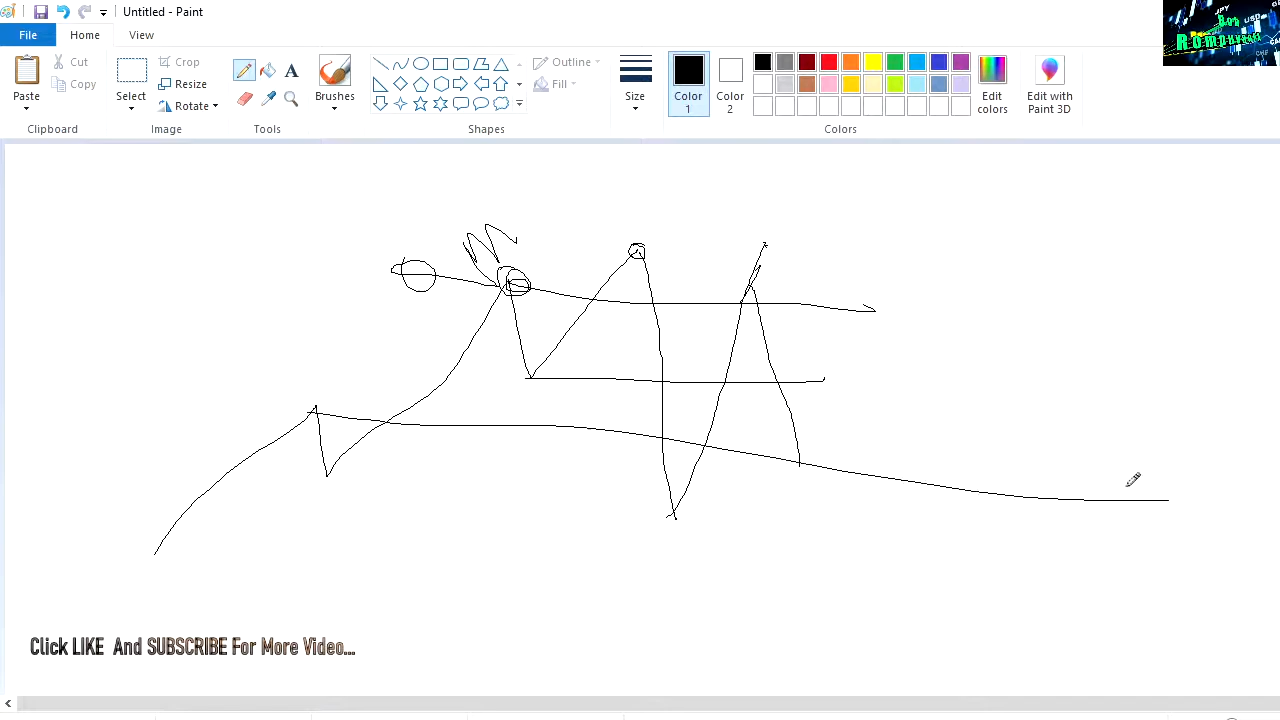 Untitled - Paint
File Home View
Paste
Cut
Copy
Clipboard
Select
Crop
Resize
Rotate
Image
Tools
Brushes
Shapes
Outline
Fill
Size
Color 1
Color 2
Edit colors
Colors
Edit with Paint 3D
JPY
USD
Click LIKE And SUBSCRIBE For More Video...